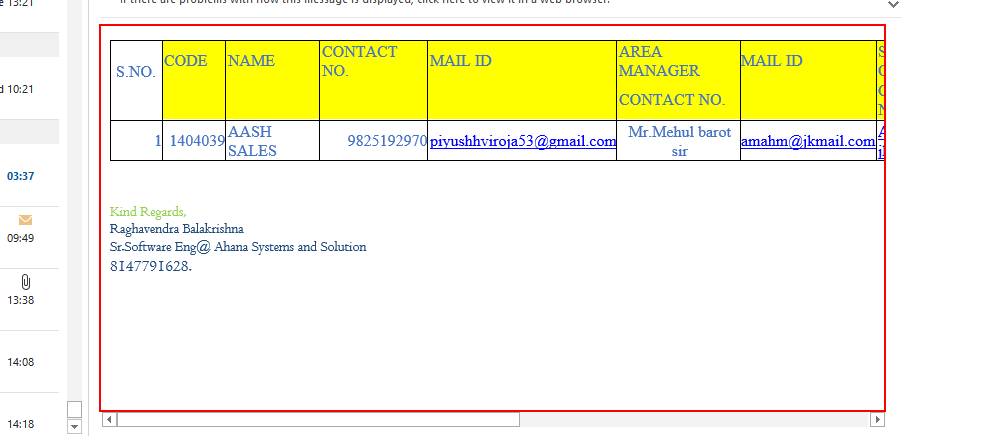 13:21
If there are problems with how this message is displayed, click here to view it in a web browser.
10:21
03:37
09:49
13:38
14:08
14:18
S.NO. CODE NAME CONTACT NO. MAIL ID AREA MANAGER CONTACT NO. MAIL ID
1 1404039 AASH SALES 9825192970 piyushhviroja53@gmail.com Mr.Mehul barot sir amahm@jkmail.com
Kind Regards,
Raghavendra Balakrishna
Sr.Software Eng@ Ahana Systems and Solution
8147791628.